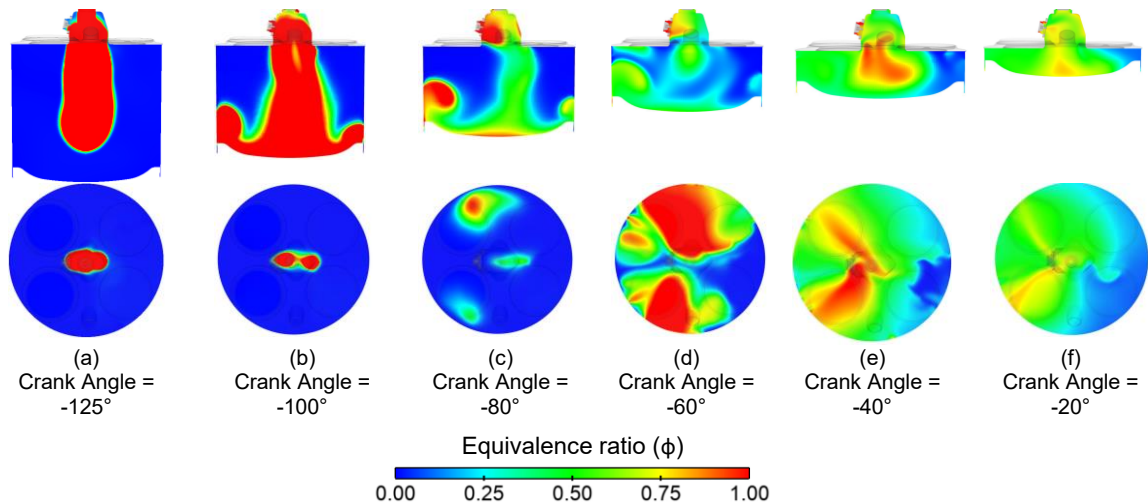 (a)
Crank Angle =
-125°
(b)
Crank Angle =
-100°
(c)
Crank Angle =
-80°
(d)
Crank Angle =
-60°
(e)
Crank Angle =
-40°
(f)
Crank Angle =
-20°
Equivalence ratio (ϕ)
0.00 0.25 0.50 0.75 1.00